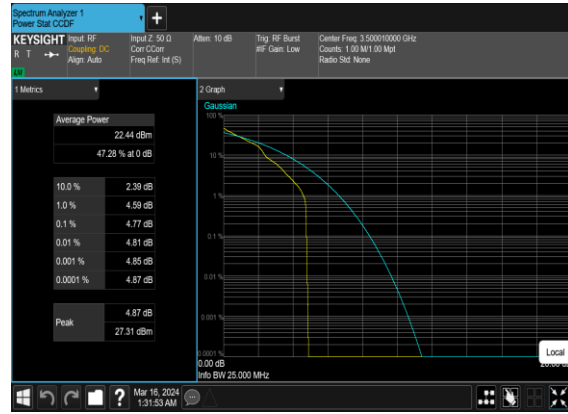 Spectrum Analyzer 1
Power Stat CCDF
+
KEYSIGHT
R T
LXI
Input: RF
Coupling: DC
Align: Auto
Input Z: 50 Ω
Corr CCorr
Freq Ref: Int (S)
Atten: 10 dB
Trig: RF Burst
#IF Gain: Low
Center Freq: 3.500010000 GHz
Counts: 1.00 M/1.00 Mpt
Radio Std: None
1 Metrics
Average Power
22.44 dBm
47.28 % at 0 dB
10.0 % 2.39 dB
1.0 % 4.59 dB
0.1 % 4.77 dB
0.01 % 4.81 dB
0.001 % 4.85 dB
0.0001 % 4.87 dB
Peak
4.87 dB
27.31 dBm
2 Graph
Gaussian
100 %
10 %
1 %
0.1 %
0.01 %
0.001 %
0.0001 %
0.00 dB
Info BW 25.000 MHz
Local
?
Mar 16, 2024
1:31:53 AM